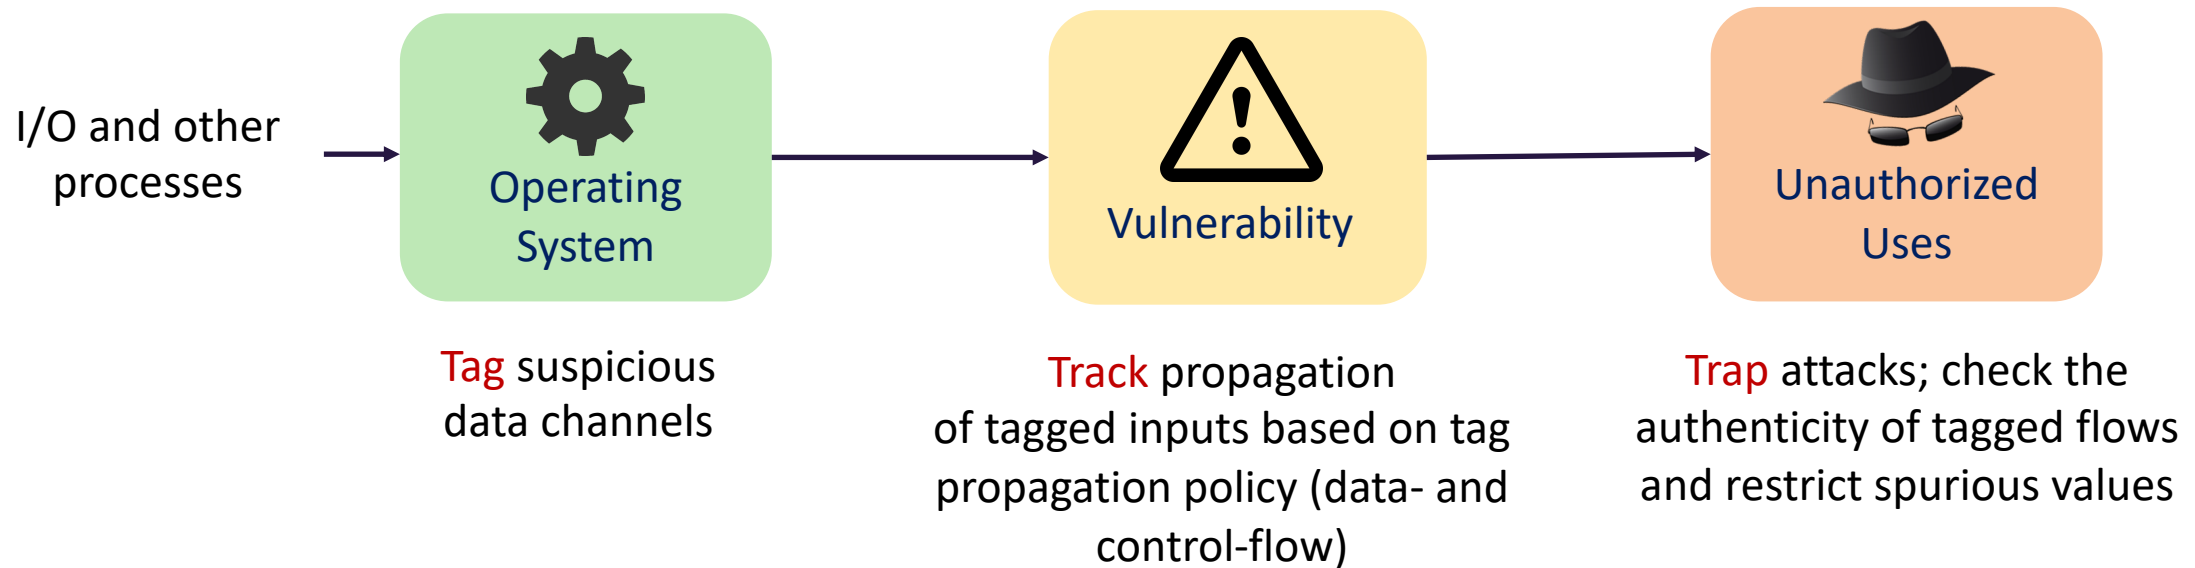 I/O and other
processes
Operating
System
Vulnerability
Unauthorized
Uses
Tag suspicious
data channels
Track propagation
of tagged inputs based on tag
propagation policy (data- and
control-flow)
Trap attacks; check the
authenticity of tagged flows
and restrict spurious values